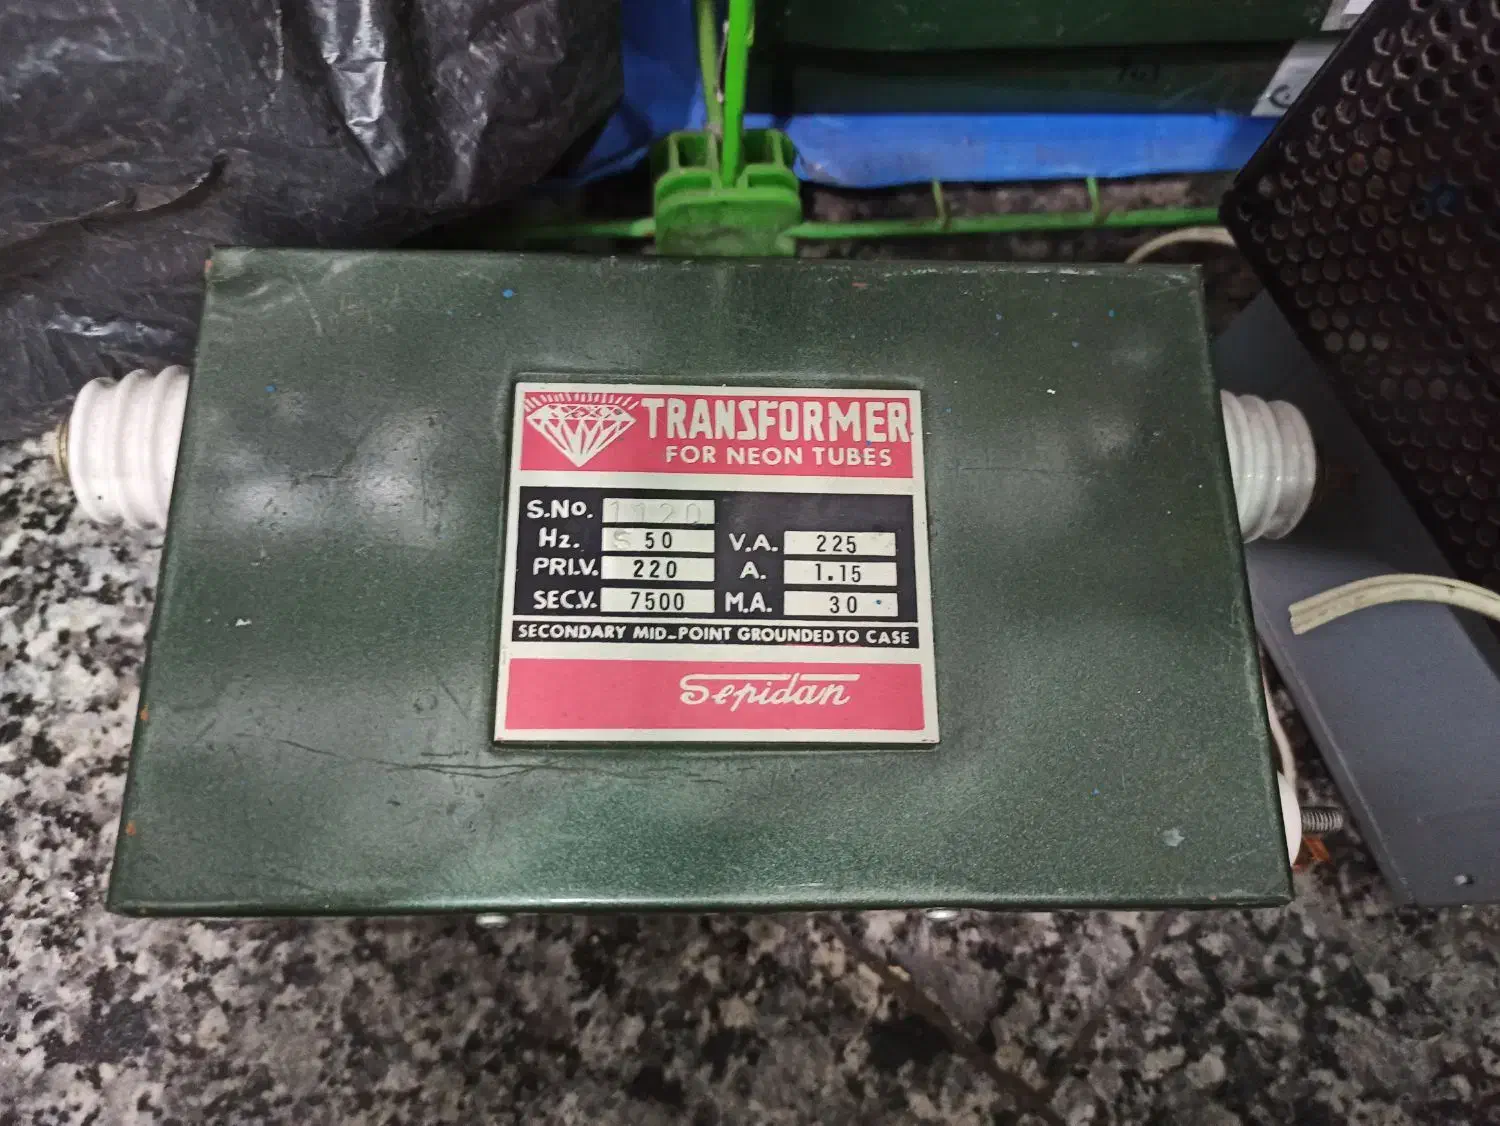 TRANSFORMER
FOR NEON TUBES
S.No. 1120
Hz. 50 V.A. 225
PRI.V. 220 A. 1.15
SEC.V. 7500 M.A. 30
SECONDARY MID-POINT GROUNDED TO CASE
Sepidan